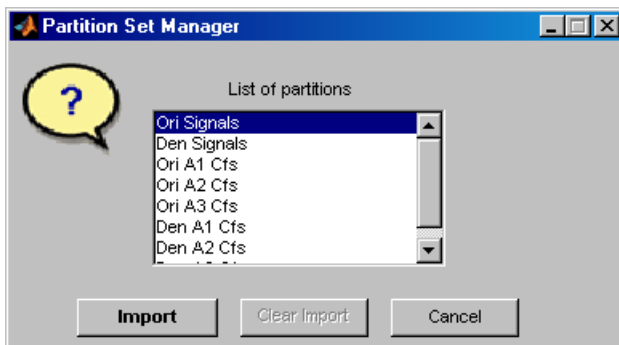 Partition Set Manager
?
List of partitions
Ori Signals
Den Signals
Ori A1 Cfs
Ori A2 Cfs
Ori A3 Cfs
Den A1 Cfs
Den A2 Cfs
Import
Clear Import
Cancel